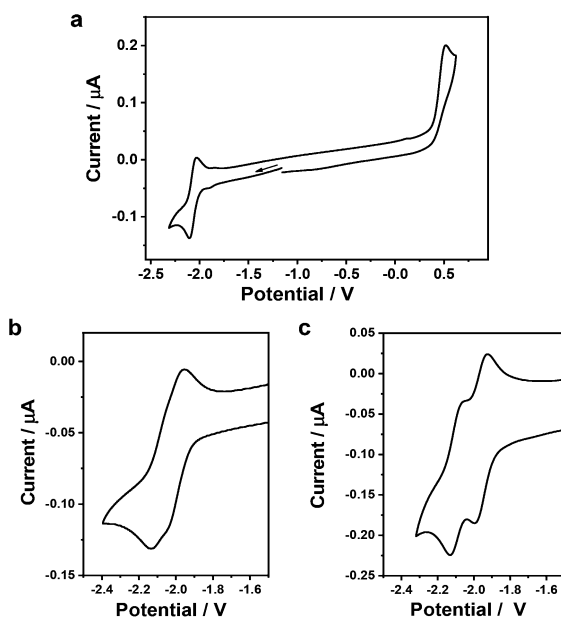 a
Current / µA
0.2
0.1
0.0
-0.1
-2.5 -2.0 -1.5 -1.0 -0.5 -0.0 0.5
Potential / V
b
Current / µA
0.00
-0.05
-0.10
-0.15
-2.4 -2.2 -2.0 -1.8 -1.6
Potential / V
c
Current / µA
0.05
0.00
-0.05
-0.10
-0.15
-0.20
-0.25
-2.4 -2.2 -2.0 -1.8 -1.6
Potential / V